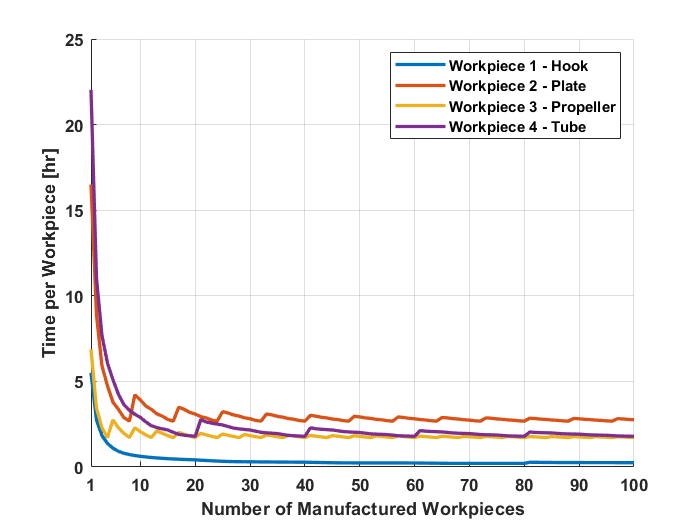 25
20
15
10
5
0
Time per Workpiece [hr]
Workpiece 1 - Hook
Workpiece 2 - Plate
Workpiece 3 - Propeller
Workpiece 4 - Tube
1 10 20 30 40 50 60 70 80 90 100
Number of Manufactured Workpieces